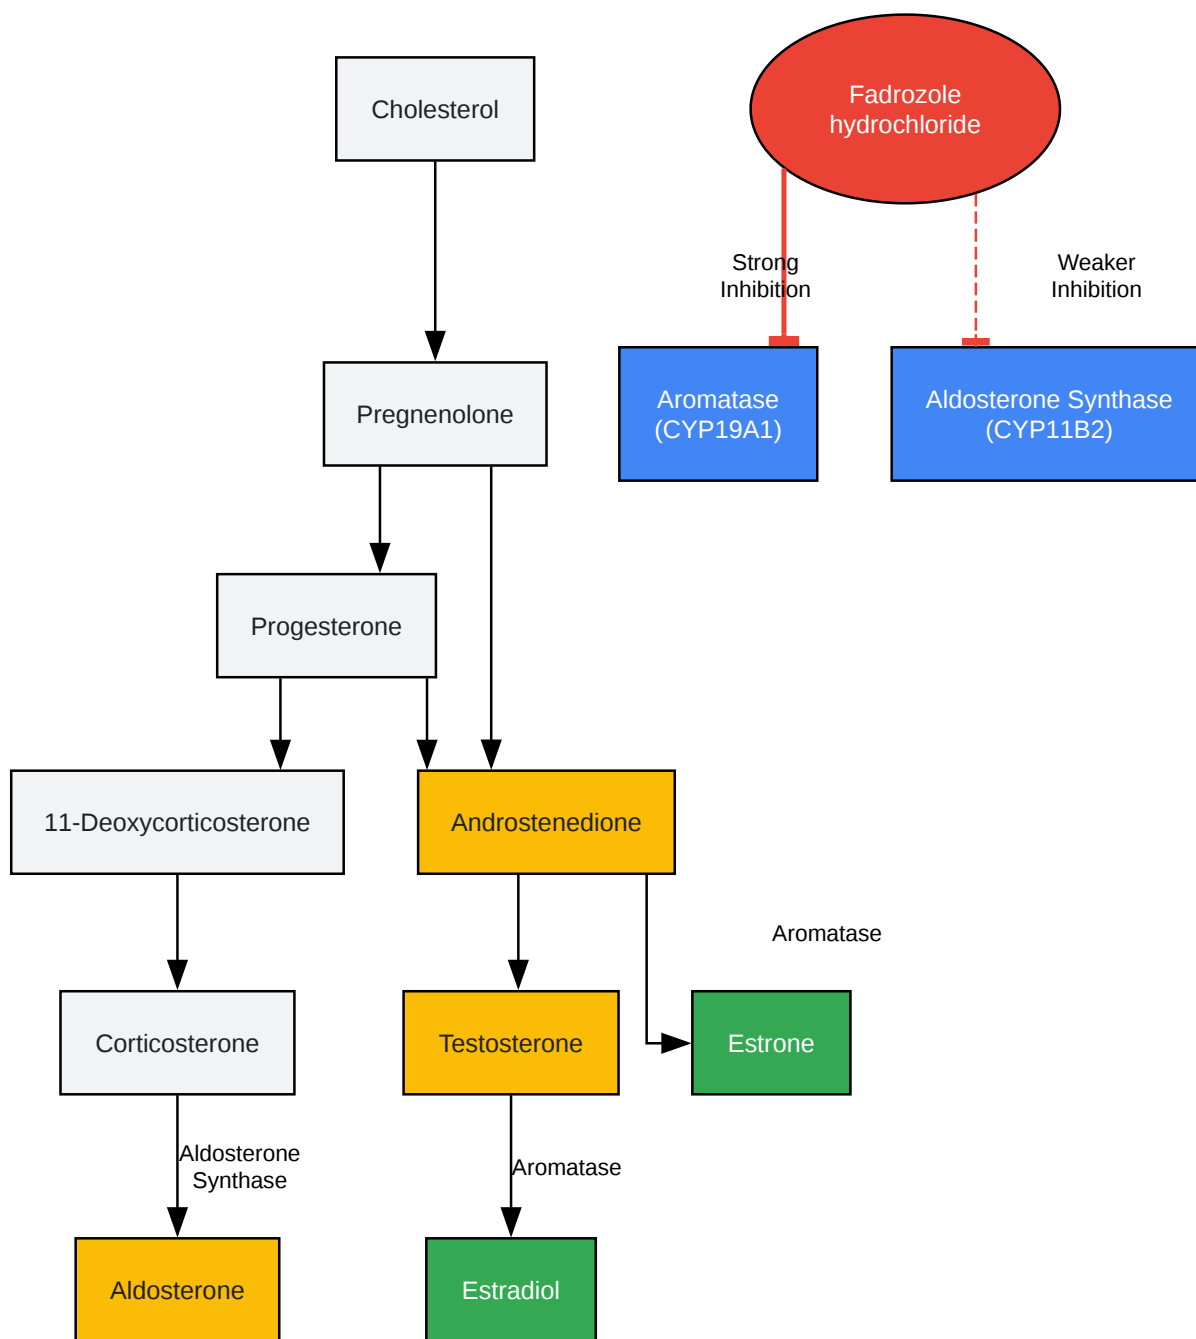 Cholesterol
Fadrozole
hydrochloride
Strong
Inhibition
Weaker
Inhibition
Pregnenolone
Aromatase
(CYP19A1)
Aldosterone Synthase
(CYP11B2)
Progesterone
11-Deoxycorticosterone
Androstenedione
Aromatase
Corticosterone
Testosterone
Estrone
Aldosterone
Synthase
Aromatase
Aldosterone
Estradiol